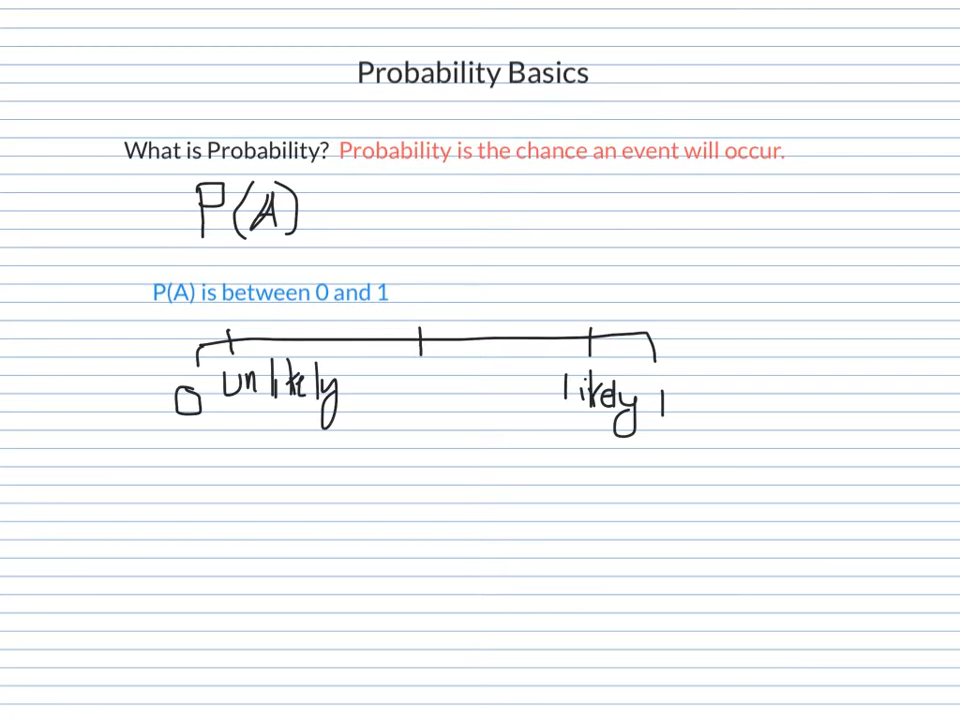 Probability Basics
What is Probability? Probability is the chance an event will occur.
P(A)
P(A) is between 0 and 1
0 unlikely likely 1